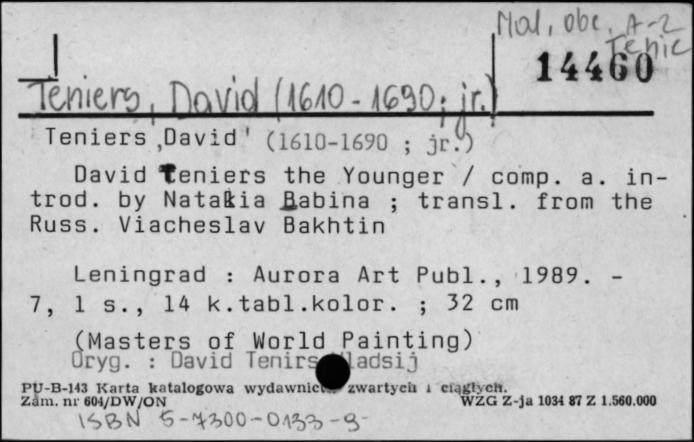 Mal, obc, A-2
Tenie
14460
Teniers, David (1610-1690; jr.)
Teniers ,David' (1610-1690 ; jr.)
David Teniers the Younger / comp. a. in-
trod. by Natakia Babina ; transl. from the
Russ. Viacheslav Bakhtin
Leningrad : Aurora Art Publ., 1989. -
7, 1 s., 14 k.tabl.kolor. ; 32 cm
(Masters of World Painting)
Oryg. : David Tenirs ladsij
PU-B-143 Karta katalogowa wydawnic zwartych i ciągłych.
Zam. nr 604/DW/ON WZG Z-ja 1034 87 Z 1.560.000
ISBN 5-7300-0133-9